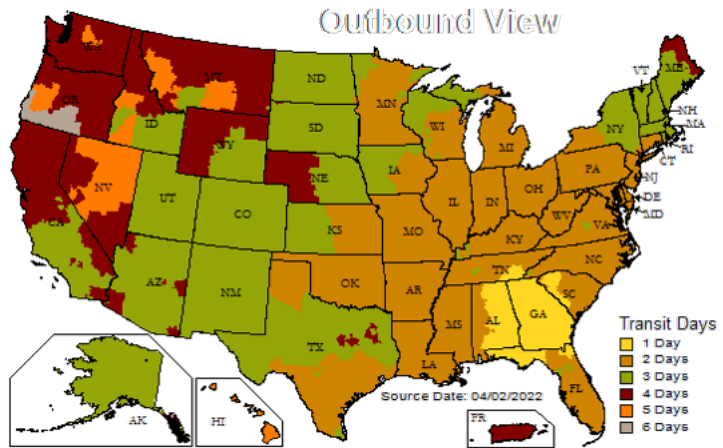 Outbound View
WA
MT
ND
MN
VT
ME
OR
ID
SD
WI
MI
NY
NH
MA
WY
RI
CT
NE
IA
PA
NJ
NV
UT
CO
IL
IN
OH
DE
MD
CA
KS
MO
WV
VA
KY
AZ
NM
OK
AR
TN
NC
SC
MS
AL
GA
TX
LA
FL
Transit Days
1 Day
2 Days
3 Days
4 Days
5 Days
6 Days
Source Date: 04/02/2022
AK
HI
PR